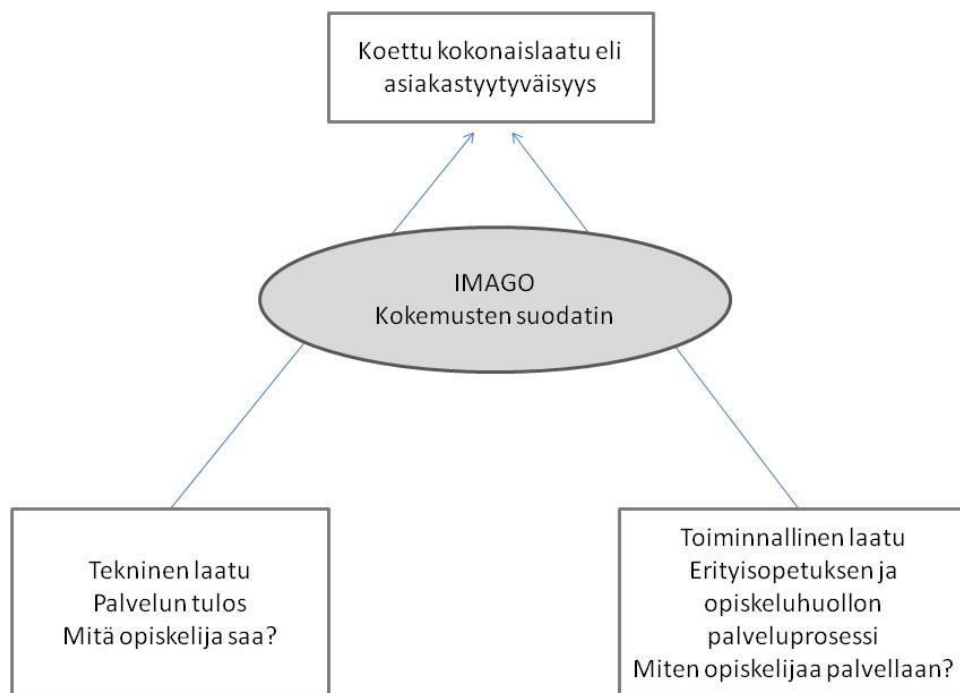 Koettu kokonaislaatu eli
asiakastyytyväisyys
IMAGO
Kokemusten suodatin
Tekninen laatu
Palvelun tulos
Mitä opiskelija saa?
Toiminnallinen laatu
Erityisopetuksen ja
opiskeluhuollon
palveluprosessi
Miten opiskelijaa palvellaan?